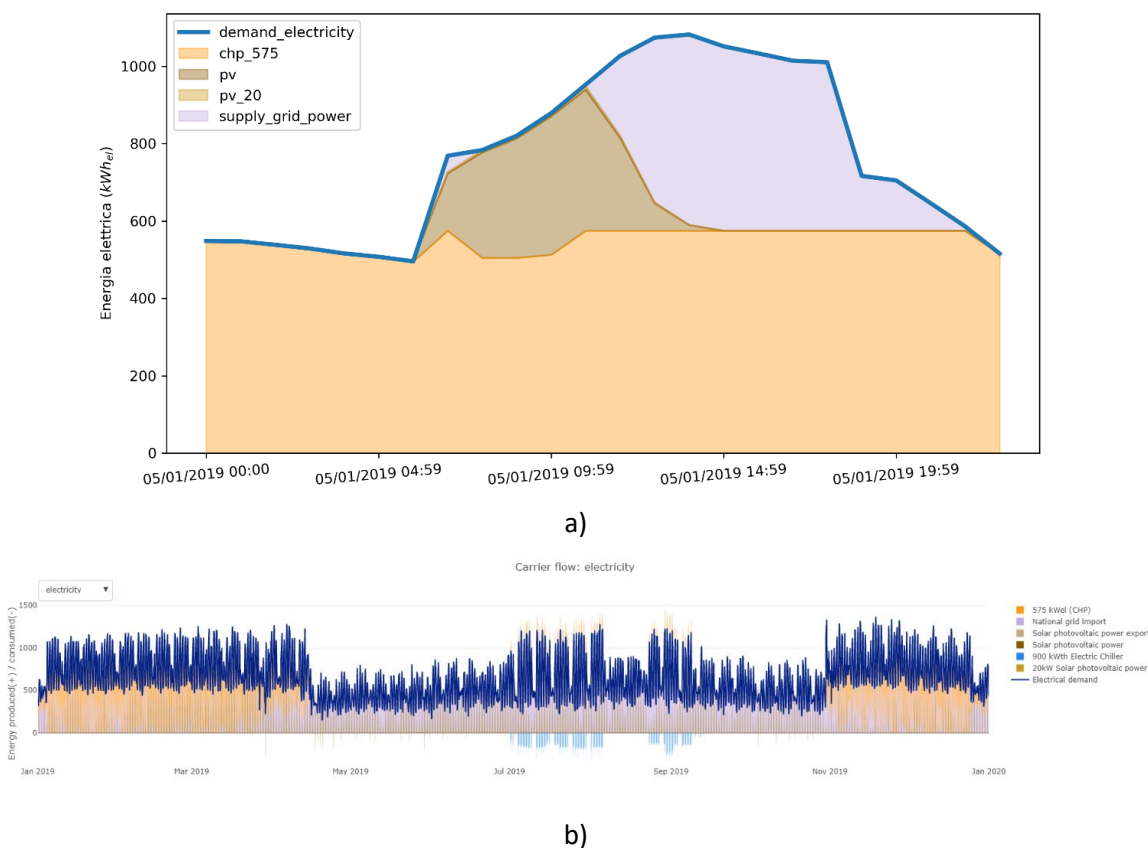 demand_electricity
chp_575
pv
pv_20
supply_grid_power
Energia elettrica (kWh_el)
1000
800
600
400
200
0
05/01/2019 00:00
05/01/2019 04:59
05/01/2019 09:59
05/01/2019 14:59
05/01/2019 19:59
a)
Carrier flow: electricity
electricity
Energy produced(+) / consumed(-)
1500
1000
500
0
Jan 2019
Mar 2019
May 2019
Jul 2019
Sep 2019
Nov 2019
Jan 2020
575 kWel (CHP)
National grid import
Solar photovoltaic power export
Solar photovoltaic power
900 kWth Electric Chiller
20kW Solar photovoltaic power
Electrical demand
b)